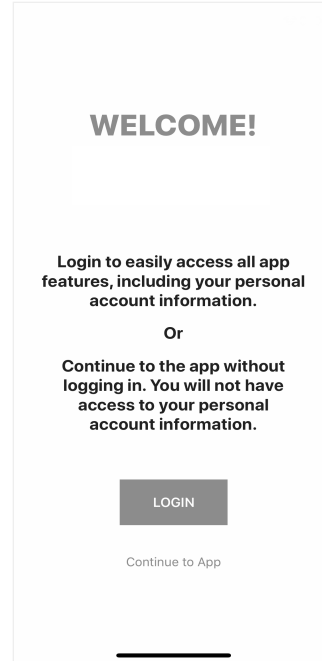 WELCOME!
Login to easily access all app
features, including your personal
account information.
Or
Continue to the app without
logging in. You will not have
access to your personal
account information.
LOGIN
Continue to App